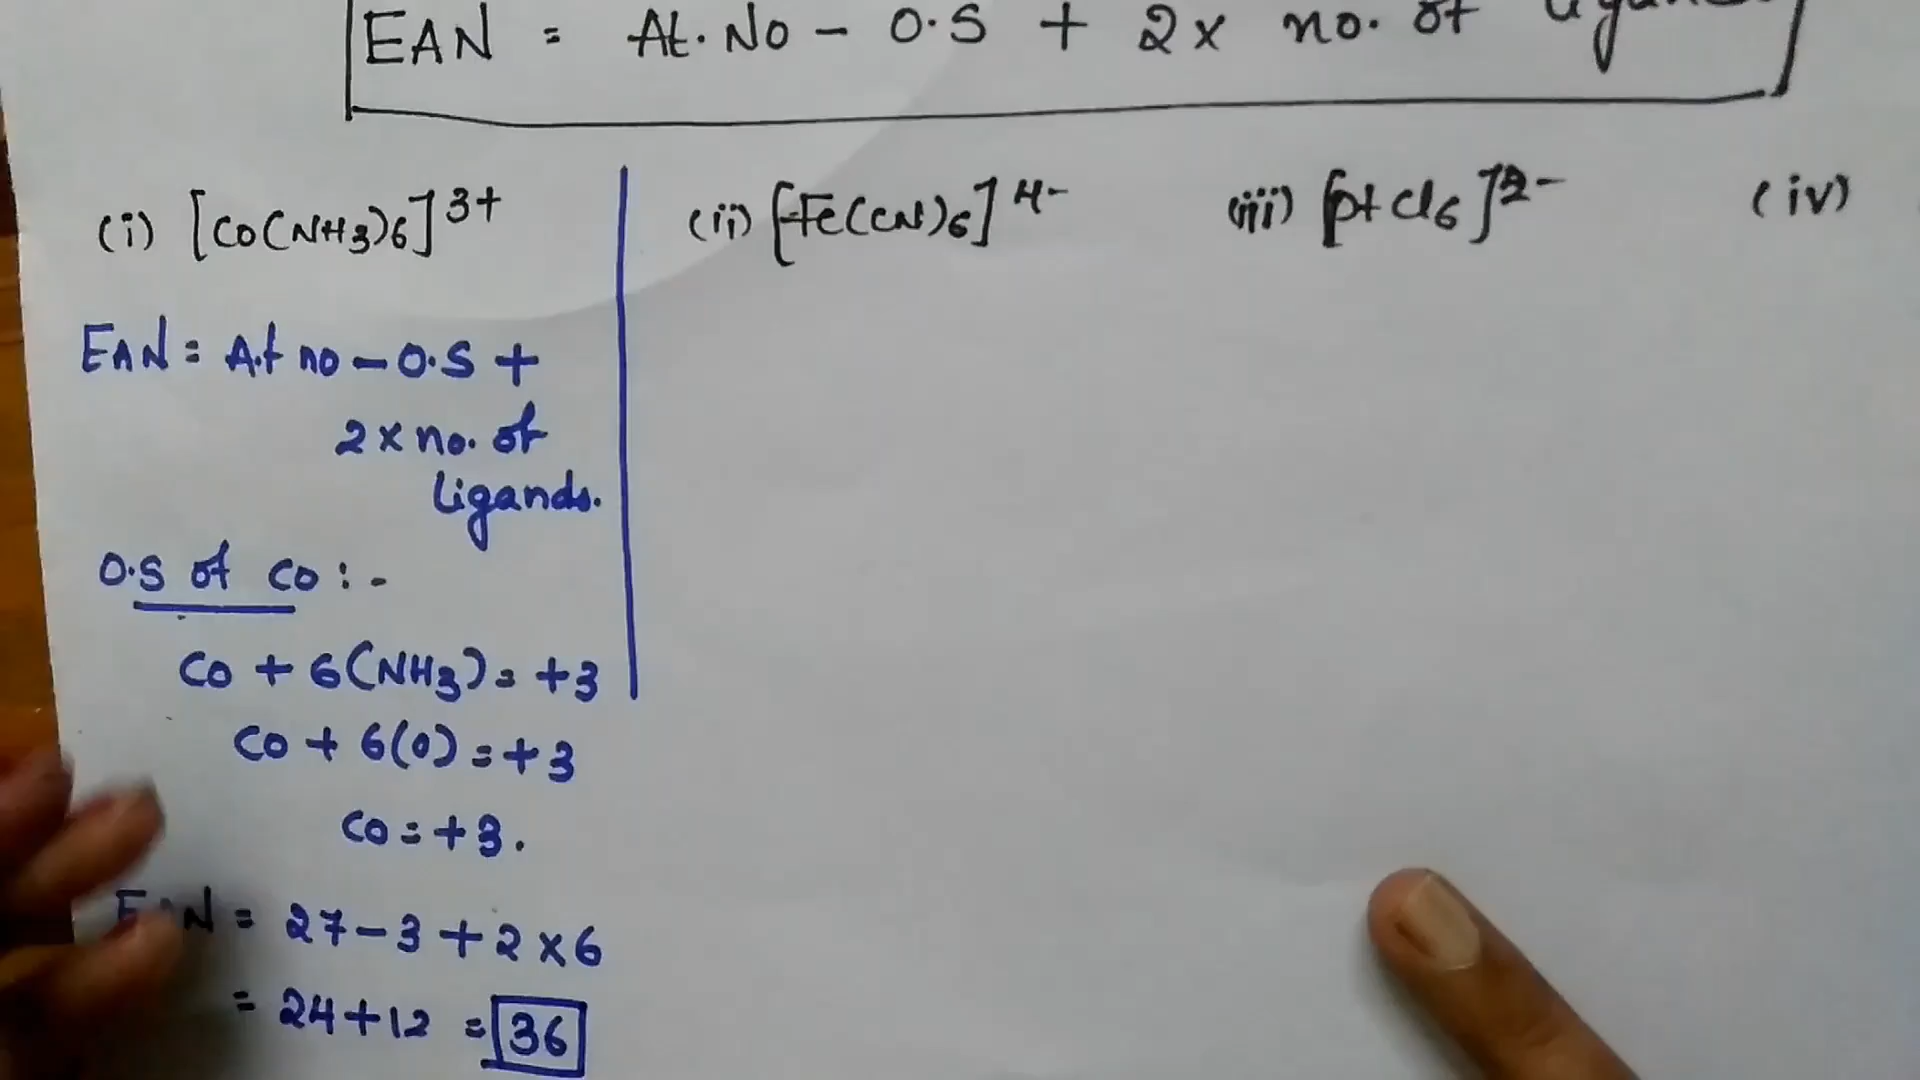 EAN = At. No - O.S + 2 x no. of
(i) [Co(NH3)6]3+
(ii) [Fe(CN)6]4-
(iii) [PtCl6]2-
(iv)
EAN = At no - O.S +
2 x no. of
Ligands.
O.S of Co : -
Co + 6(NH3) = +3
Co + 6(0) = +3
Co = +3.
EAN = 27 - 3 + 2 x 6
= 24 + 12 = 36